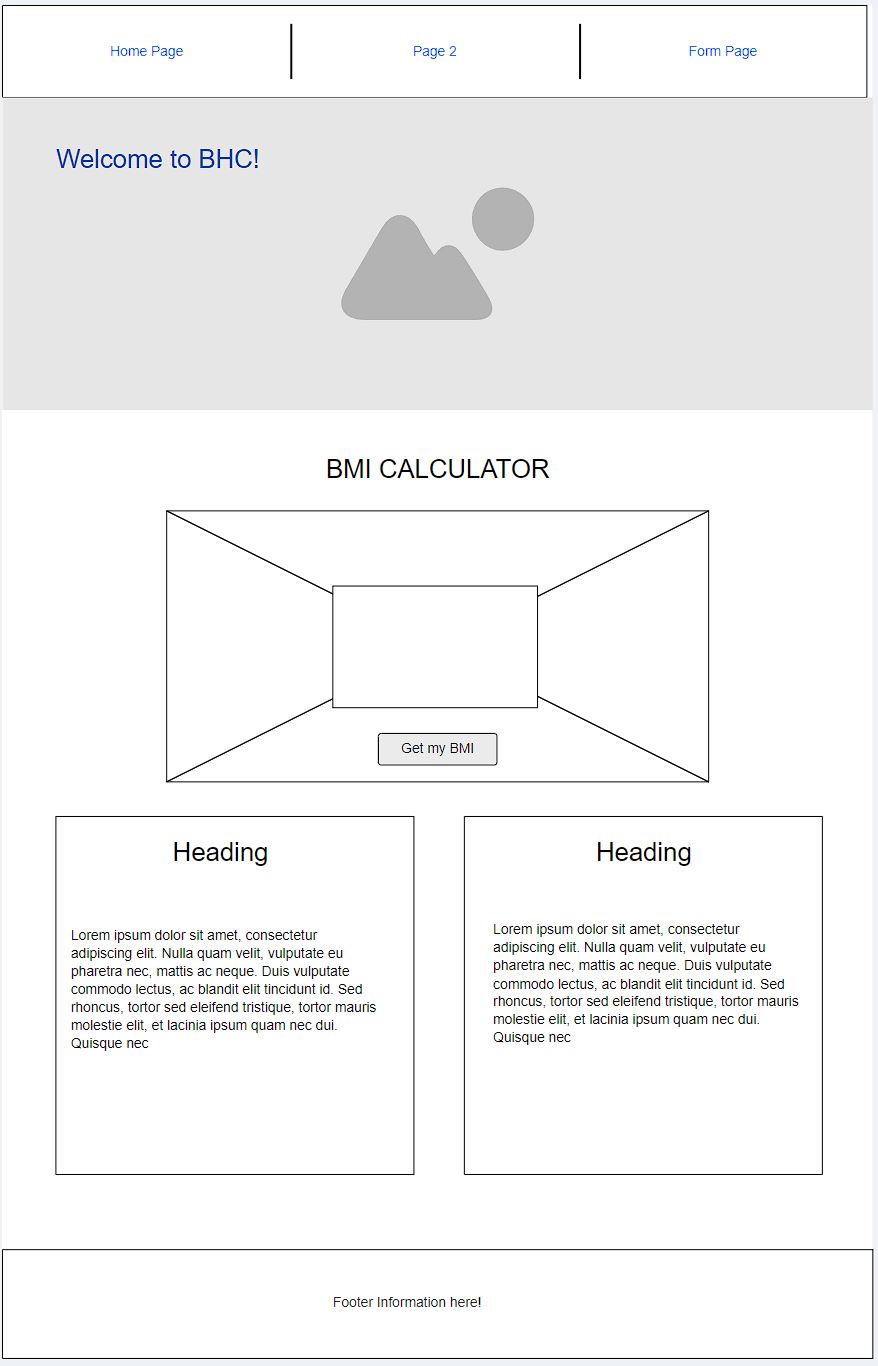 Home Page
Page 2
Form Page
Welcome to BHC!
BMI CALCULATOR
Get my BMI
Heading
Lorem ipsum dolor sit amet, consectetur
adipiscing elit. Nulla quam velit, vulputate eu
pharetra nec, mattis ac neque. Duis vulputate
commodo lectus, ac blandit elit tincidunt id. Sed
rhoncus, tortor sed eleifend tristique, tortor mauris
molestie elit, et lacinia ipsum quam nec dui.
Quisque nec
Heading
Lorem ipsum dolor sit amet, consectetur
adipiscing elit. Nulla quam velit, vulputate eu
pharetra nec, mattis ac neque. Duis vulputate
commodo lectus, ac blandit elit tincidunt id. Sed
rhoncus, tortor sed eleifend tristique, tortor mauris
molestie elit, et lacinia ipsum quam nec dui.
Quisque nec
Footer Information here!